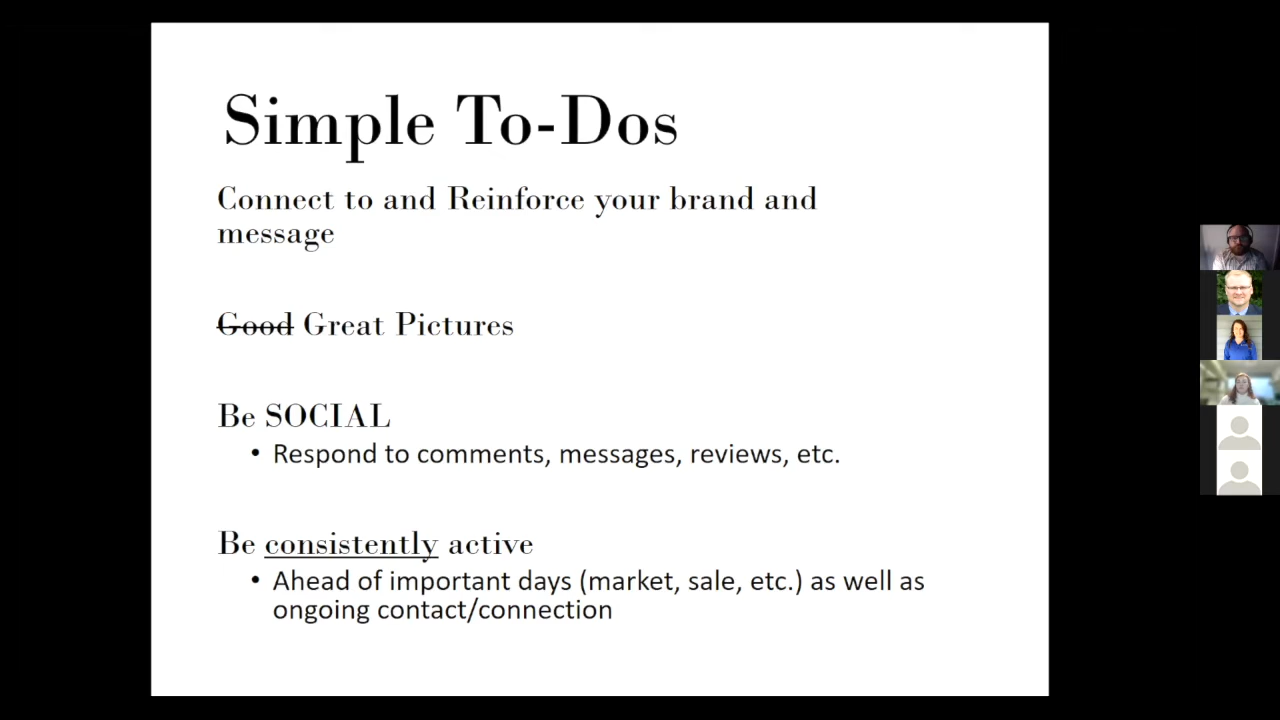 Simple To-Dos
Connect to and Reinforce your brand and
message
Good Great Pictures
Be SOCIAL
• Respond to comments, messages, reviews, etc.
Be consistently active
• Ahead of important days (market, sale, etc.) as well as
ongoing contact/connection